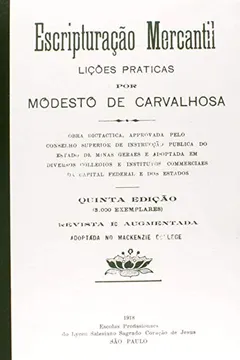 Escripturação Mercantil
LIÇÕES PRATICAS
POR
MODESTO DE CARVALHOSA
OBRA DIDACTICA, APPROVADA PELO
CONSELHO SUPERIOR DE INSTRUCÇÃO PUBLICA DO
ESTADO DE MINAS GERAES E ADOPTADA EM
DIVERSOS COLLEGIOS E INSTITUTOS COMMERCIAES
DA CAPITAL FEDERAL E DOS ESTADOS
QUINTA EDIÇÃO
(3.000 EXEMPLARES)
REVISTA E AUGMENTADA
ADOPTADA NO MACKENZIE COLLEGE
Escolas Profissionaes
do Lyceu Salesiano Sagrado Coração de Jesus
SÃO PAULO